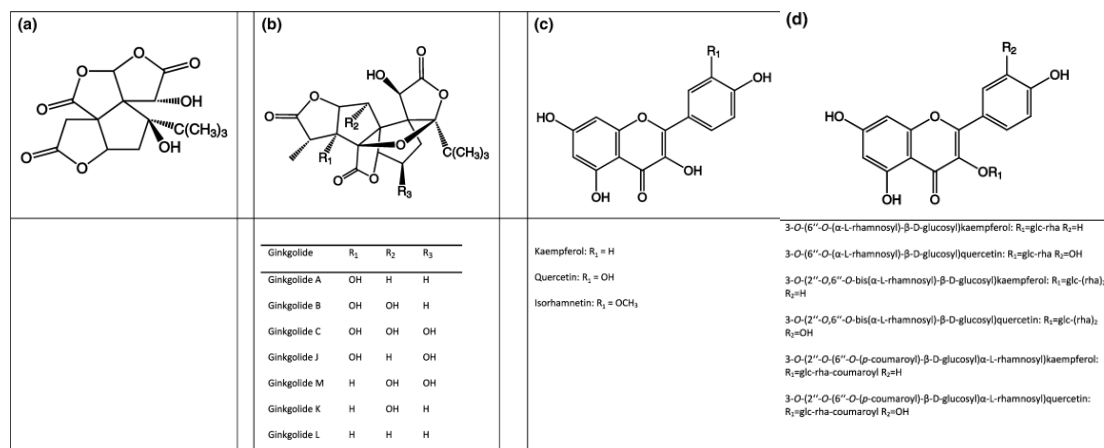 (a)
(b)
(c)
(d)
O
O
O
O
O
O
OH
C(CH₃)₃
OH
HO
O
O
O
O
R₂
O
R₁
C(CH₃)₃
O
O
R₃
R₁
OH
HO
O
OH
OH
O
R₂
OH
HO
O
OR₁
OH
O
Ginkgolide R₁ R₂ R₃
Ginkgolide A OH H H
Ginkgolide B OH OH H
Ginkgolide C OH OH OH
Ginkgolide J OH H OH
Ginkgolide M H OH OH
Ginkgolide K H OH H
Ginkgolide L H H H
Kaempferol: R₁ = H
Quercetin: R₁ = OH
Isorhamnetin: R₁ = OCH₃
3-O-(6''-O-(α-L-rhamnosyl)-β-D-glucosyl)kaempferol: R₁=glc-rha R₂=H
3-O-(6''-O-(α-L-rhamnosyl)-β-D-glucosyl)quercetin: R₁=glc-rha R₂=OH
3-O-(2''-O,6''-O-bis(α-L-rhamnosyl)-β-D-glucosyl)kaempferol: R₁=glc-(rha)₂
R₂=H
3-O-(2''-O,6''-O-bis(α-L-rhamnosyl)-β-D-glucosyl)quercetin: R₁=glc-(rha)₂
R₂=OH
3-O-(2''-O-(6''-O-(p-coumaroyl)-β-D-glucosyl)α-L-rhamnosyl)kaempferol:
R₁=glc-rha-coumaroyl R₂=H
3-O-(2''-O-(6''-O-(p-coumaroyl)-β-D-glucosyl)α-L-rhamnosyl)quercetin:
R₁=glc-rha-coumaroyl R₂=OH